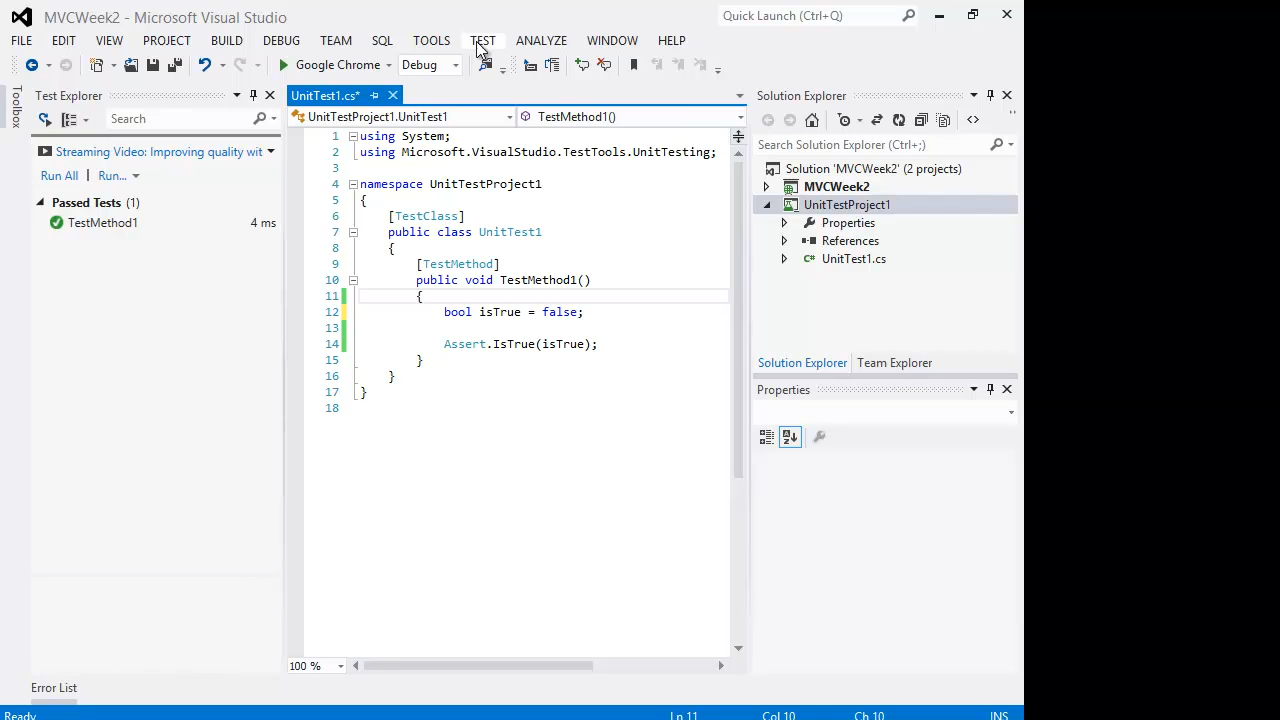 MVCWeek2 - Microsoft Visual Studio
Quick Launch (Ctrl+Q)
FILE EDIT VIEW PROJECT BUILD DEBUG TEAM SQL TOOLS TEST ANALYZE WINDOW HELP
Google Chrome Debug
Toolbox
Test Explorer
Search
Streaming Video: Improving quality wit
Run All | Run...
Passed Tests (1)
TestMethod1 4 ms
UnitTest1.cs*
UnitTestProject1.UnitTest1 TestMethod1()
1 using System;
2 using Microsoft.VisualStudio.TestTools.UnitTesting;
3
4 namespace UnitTestProject1
5 {
6 [TestClass]
7 public class UnitTest1
8 {
9 [TestMethod]
10 public void TestMethod1()
11 {
12 bool isTrue = false;
13
14 Assert.IsTrue(isTrue);
15 }
16 }
17 }
18
100 %
Solution Explorer
Search Solution Explorer (Ctrl+;)
Solution 'MVCWeek2' (2 projects)
MVCWeek2
UnitTestProject1
Properties
References
C# UnitTest1.cs
Solution Explorer Team Explorer
Properties
Error List
Ready Ln 11 Col 10 Ch 10 INS